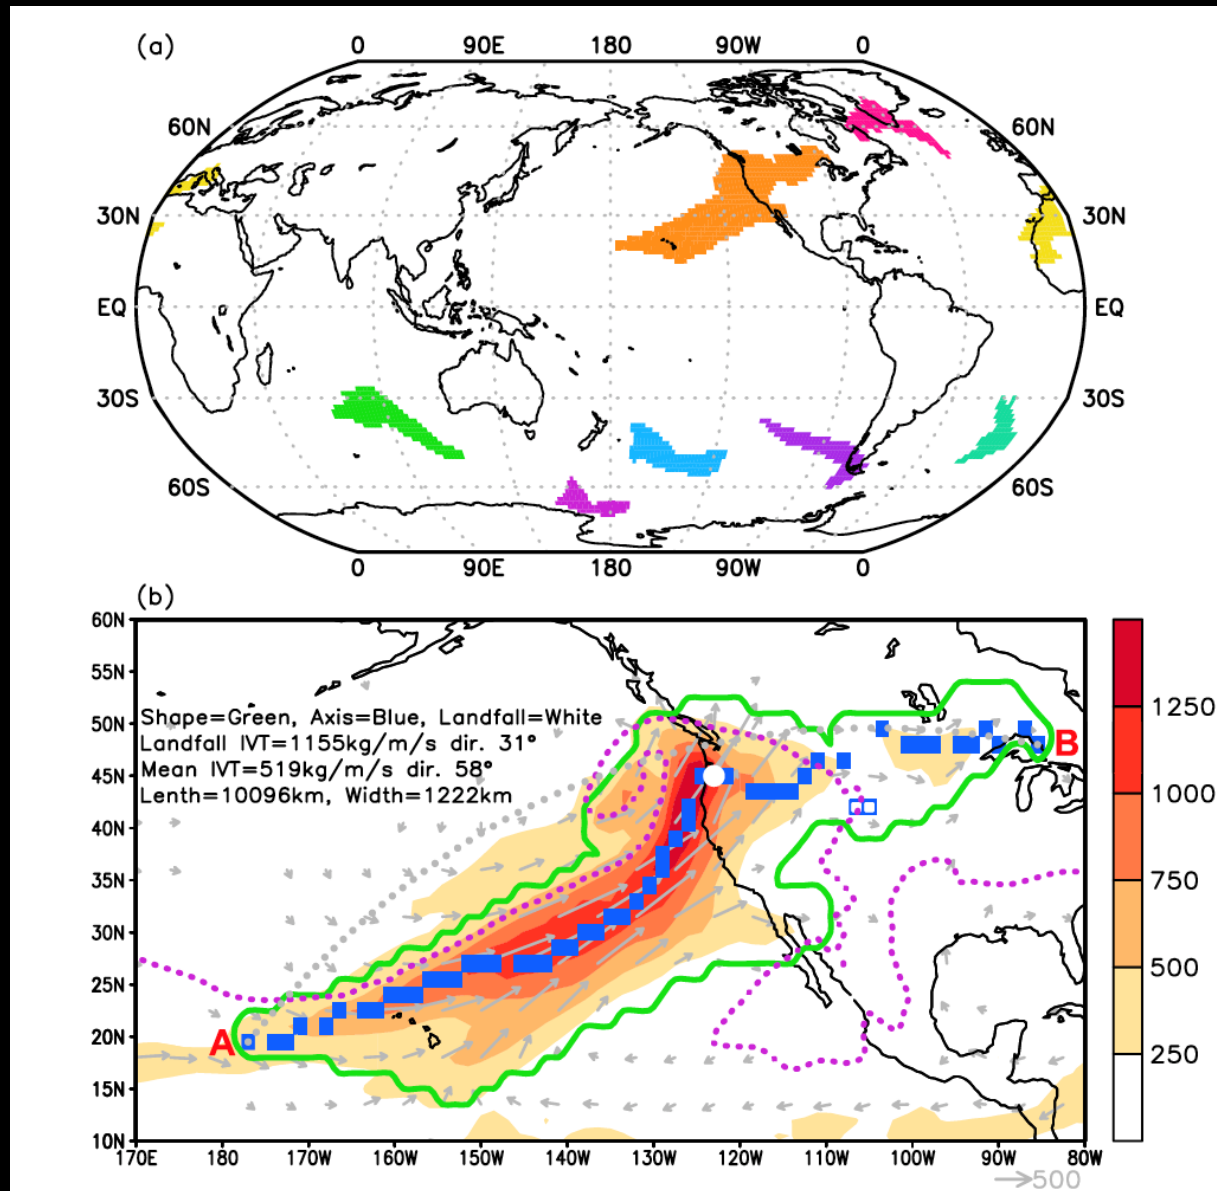 (a)
0 90E 180 90W 0
60N 60N
30N 30N
EQ EQ
30S 30S
60S 60S
0 90E 180 90W 0
(b)
60N
55N
50N
45N
40N
35N
30N
25N
20N
15N
10N
Shape=Green, Axis=Blue, Landfall=White
Landfall IVT=1155kg/m/s dir. 31°
Mean IVT=519kg/m/s dir. 58°
Lenth=10096km, Width=1222km
A
B
170E 180 170W 160W 150W 140W 130W 120W 110W 100W 90W 80W
1250
1000
750
500
250
500